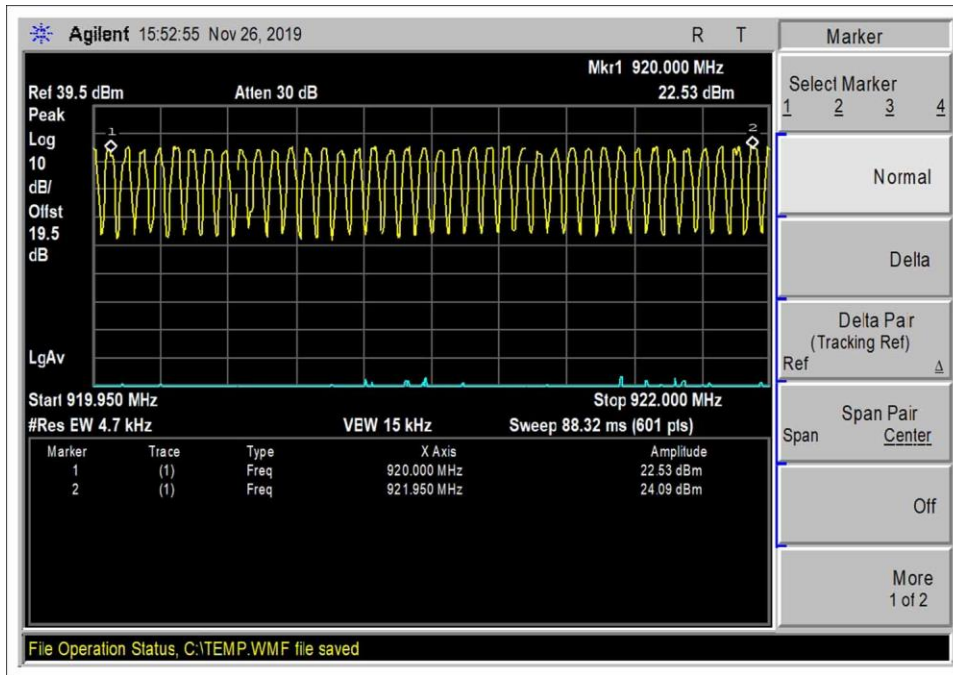 Agilent 15:52:55 Nov 26, 2019 R T
Mkr1 920.000 MHz
Ref 39.5 dBm Atten 30 dB 22.53 dBm
Peak
Log
10
dB/
Offst
19.5
dB
LgAv
1
2
Start 919.950 MHz Stop 922.000 MHz
#Res EW 4.7 kHz VBW 15 kHz Sweep 88.32 ms (601 pts)
Marker Trace Type X Axis Amplitude
1 (1) Freq 920.000 MHz 22.53 dBm
2 (1) Freq 921.950 MHz 24.09 dBm
File Operation Status, C:\TEMP.WMF file saved
Marker
Select Marker
1 2 3 4
Normal
Delta
Delta Pair
(Tracking Ref)
Ref Δ
Span Pair
Span Center
Off
More
1 of 2